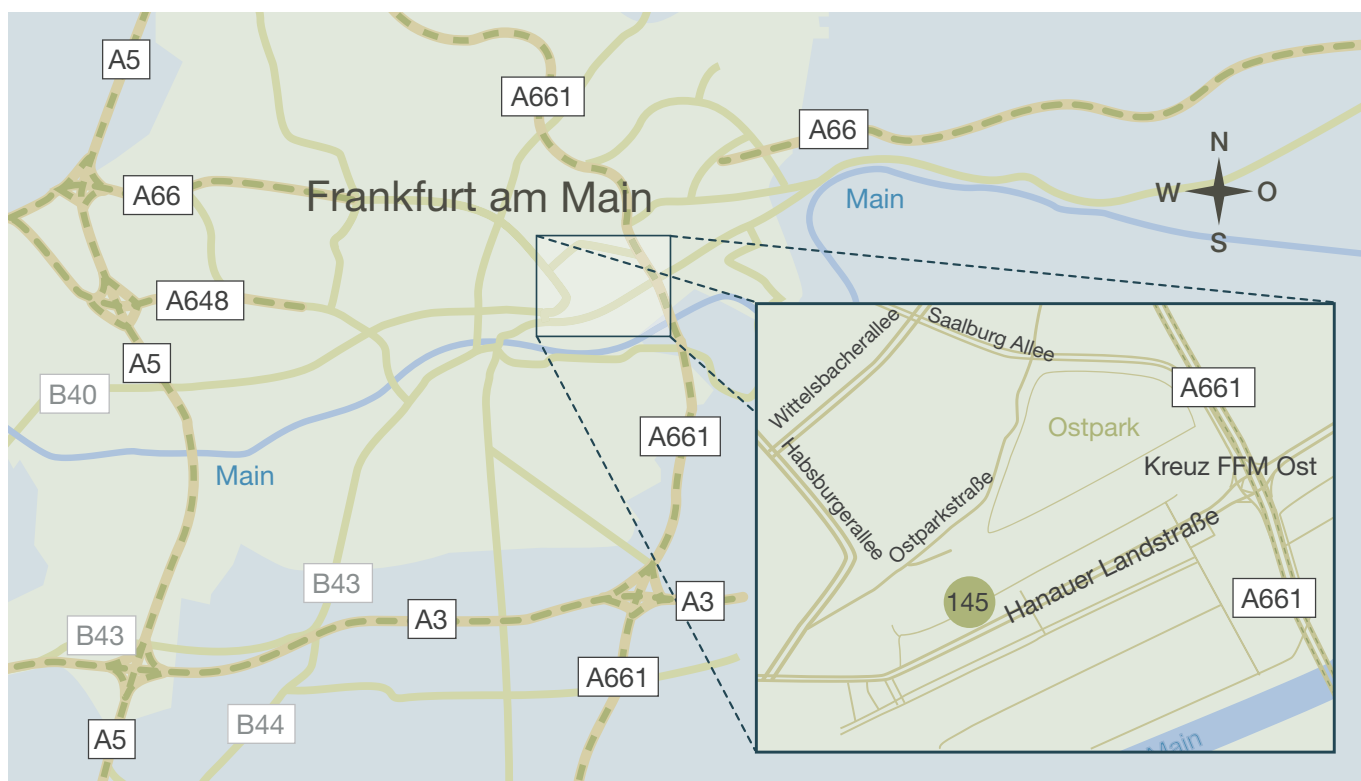 A5
A661
A66
N
A66
Frankfurt am Main
Main
W
O
S
A648
A5
B40
Main
A661
B43
A3
A3
B43
A661
A5
B44
Wittelsbacherallee
Saalburg Allee
A661
Ostpark
Habsburgerallee
Kreuz FFM Ost
Ostparkstraße
Hanauer Landstraße
145
A661
Main